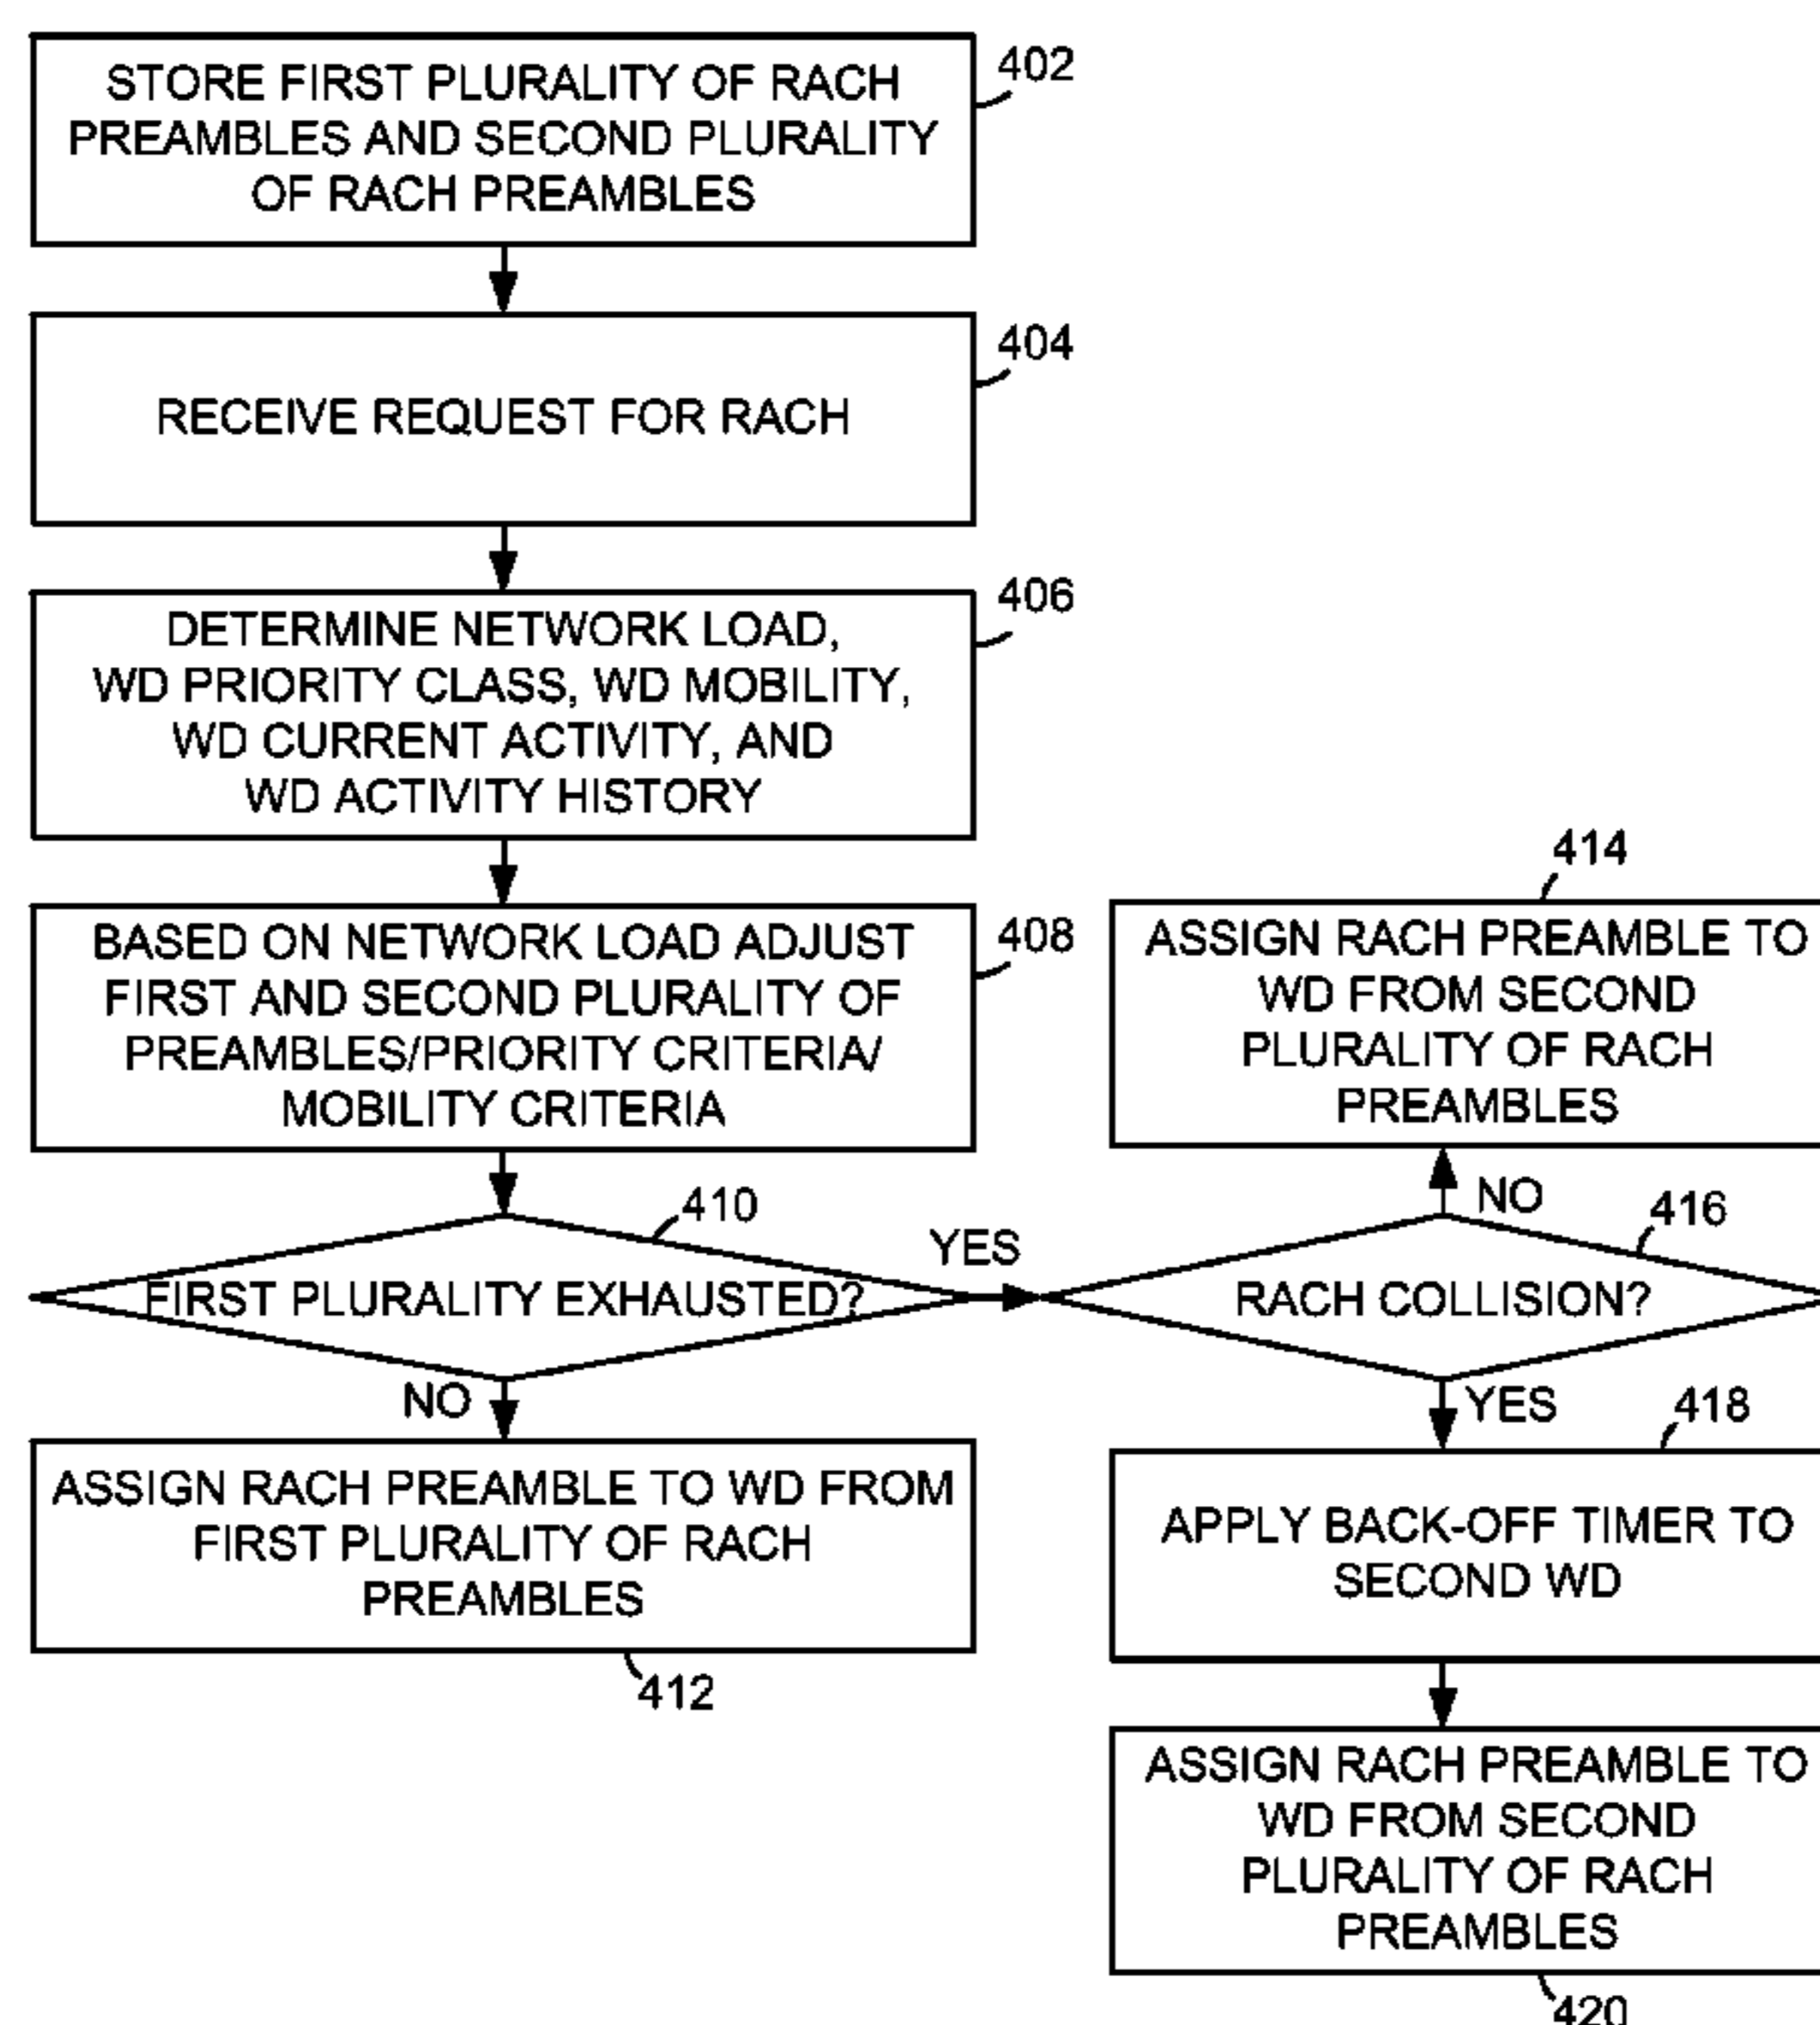 STORE FIRST PLURALITY OF RACH
PREAMBLES AND SECOND PLURALITY
OF RACH PREAMBLES
402
RECEIVE REQUEST FOR RACH
404
DETERMINE NETWORK LOAD,
WD PRIORITY CLASS, WD MOBILITY,
WD CURRENT ACTIVITY, AND
WD ACTIVITY HISTORY
406
BASED ON NETWORK LOAD ADJUST
FIRST AND SECOND PLURALITY OF
PREAMBLES/PRIORITY CRITERIA/
MOBILITY CRITERIA
408
FIRST PLURALITY EXHAUSTED?
410
YES
NO
ASSIGN RACH PREAMBLE TO WD FROM
FIRST PLURALITY OF RACH
PREAMBLES
412
414
ASSIGN RACH PREAMBLE TO
WD FROM SECOND
PLURALITY OF RACH
PREAMBLES
NO
416
RACH COLLISION?
YES
418
APPLY BACK-OFF TIMER TO
SECOND WD
ASSIGN RACH PREAMBLE TO
WD FROM SECOND
PLURALITY OF RACH
PREAMBLES
420